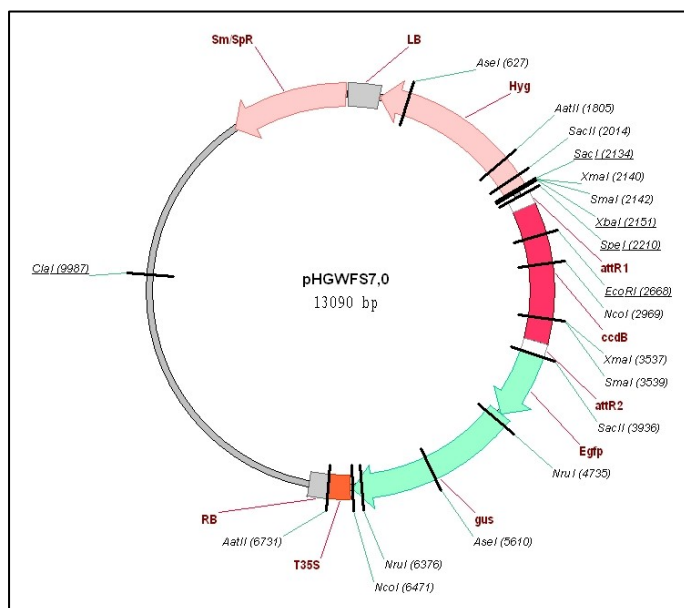 Sm/SpR
LB
AseI (627)
Hyg
AatII (1805)
SacII (2014)
SacI (2134)
XmaI (2140)
SmaI (2142)
XbaI (2151)
SpeI (2210)
attR1
ClaI (9987)
pHGWFS7,0
13090 bp
EcoRI (2668)
NcoI (2969)
ccdB
XmaI (3537)
SmaI (3539)
attR2
SacII (3936)
Egfp
NruI (4735)
gus
AseI (5610)
RB
AatII (6731)
T35S
NruI (6376)
NcoI (6471)